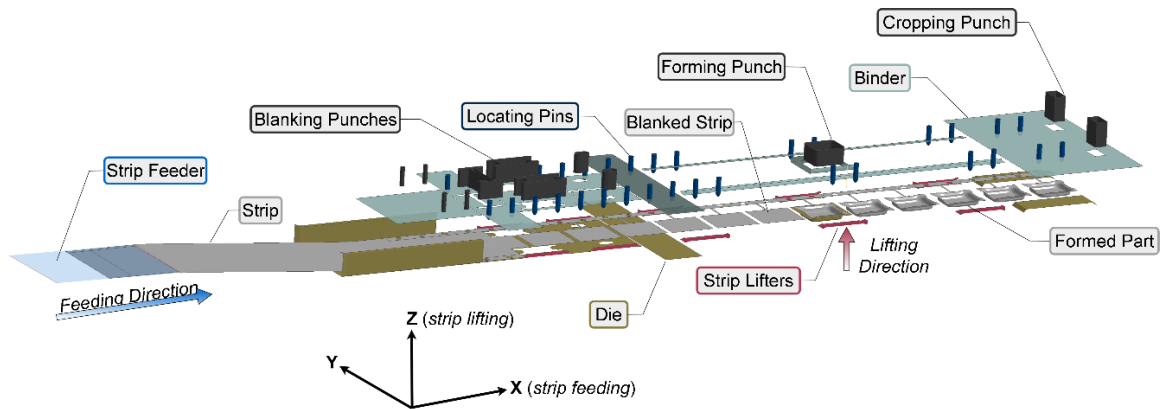 Cropping Punch
Forming Punch
Binder
Blanking Punches
Locating Pins
Blanked Strip
Strip Feeder
Strip
Formed Part
Lifting
Direction
Strip Lifters
Feeding Direction
Die
Z (strip lifting)
Y
X (strip feeding)